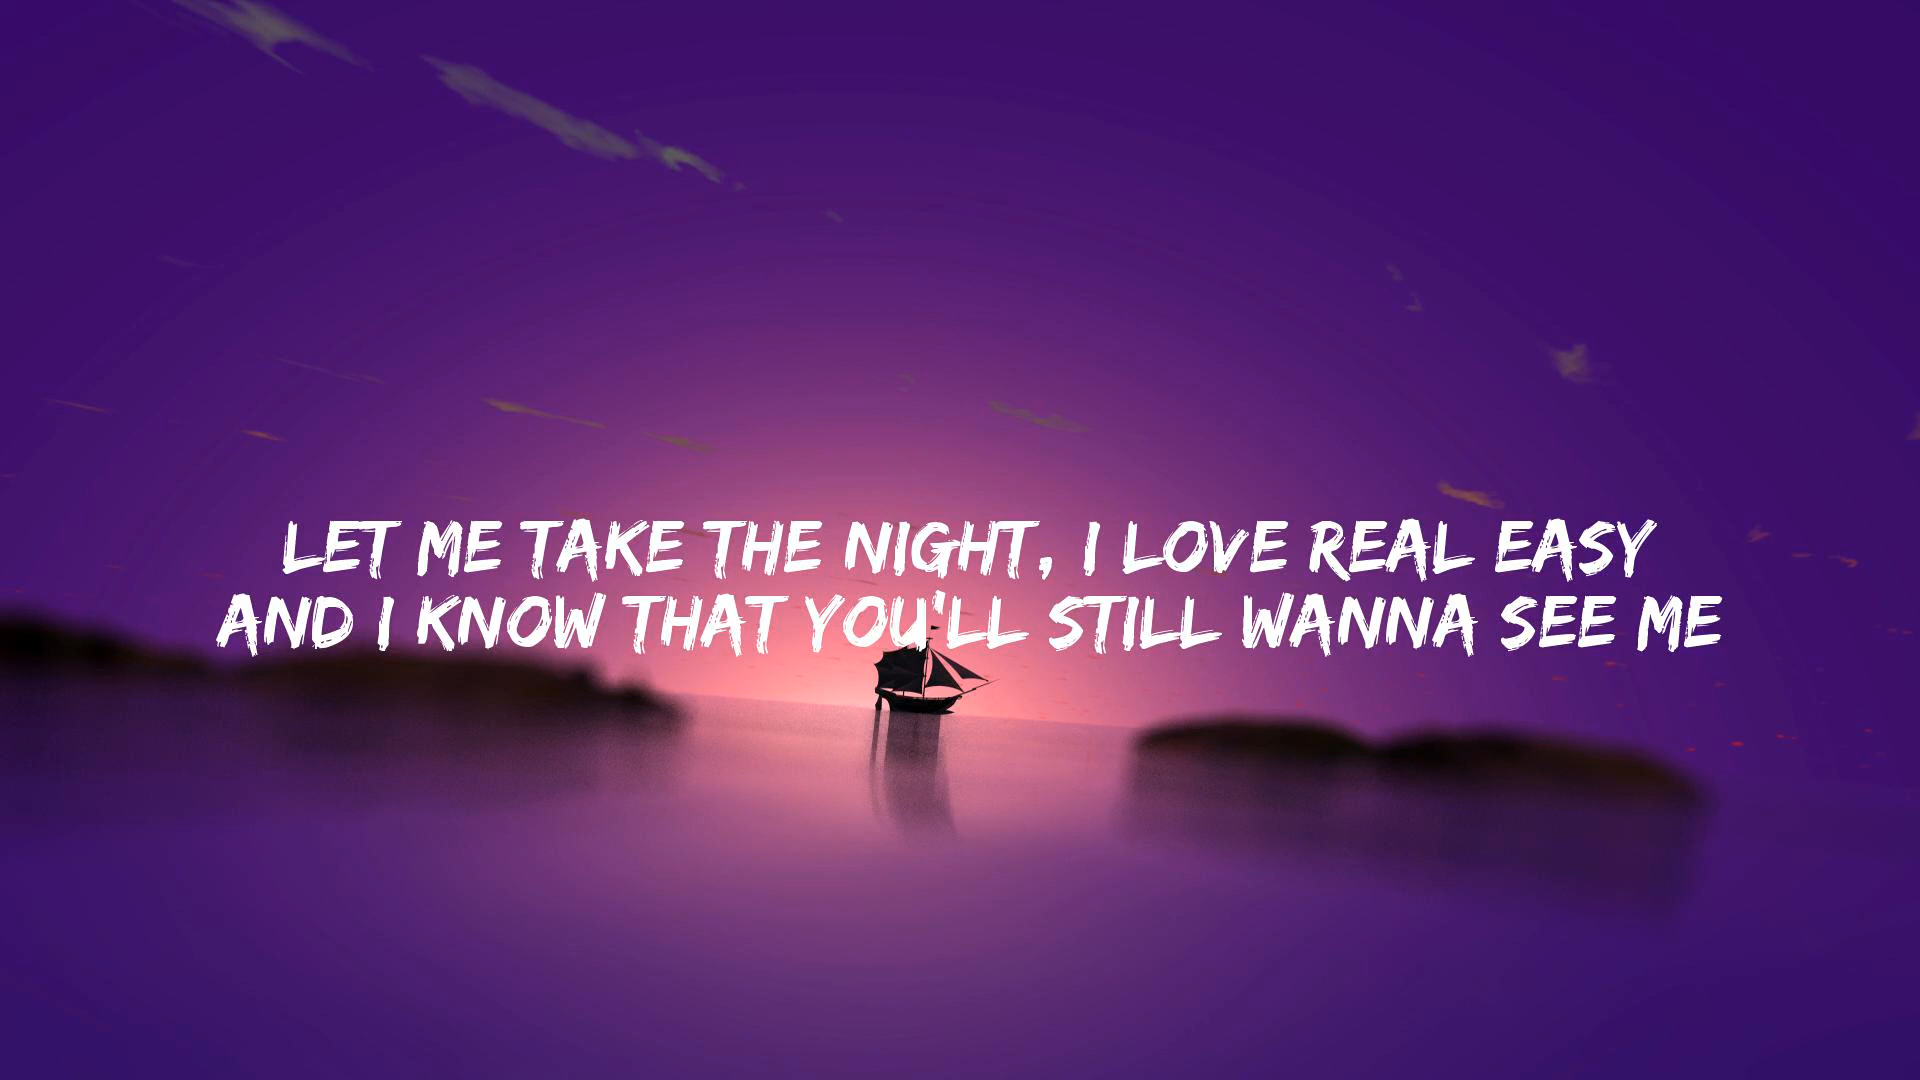 LET ME TAKE THE NIGHT, I LOVE REAL EASY
AND I KNOW THAT YOU'LL STILL WANNA SEE ME